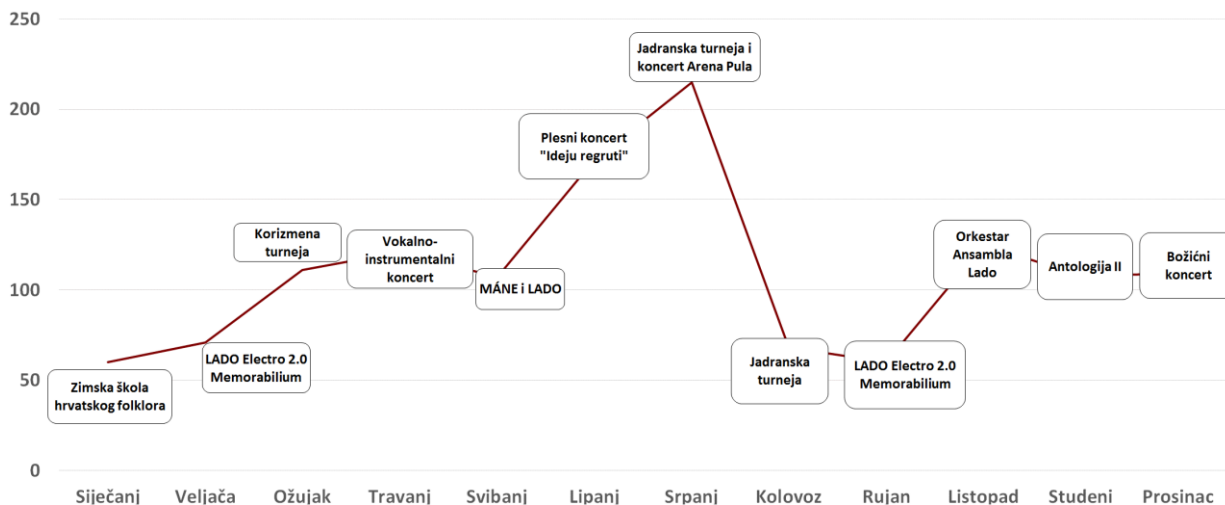 250
200
150
100
50
0
Zimska škola
hrvatskog folklora
LADO Electro 2.0
Memorabilium
Korizmena
turneja
Vokalno-
instrumentalni
koncert
MÁNE i LADO
Plesni koncert
"Ideju regruti"
Jadranska turneja i
koncert Arena Pula
Jadranska
turneja
LADO Electro 2.0
Memorabilium
Orkestar
Ansambla
Lado
Antologija II
Božićni
koncert
Siječanj Veljača Ožujak Travanj Svibanj Lipanj Srpanj Kolovoz Rujan Listopad Studeni Prosinac